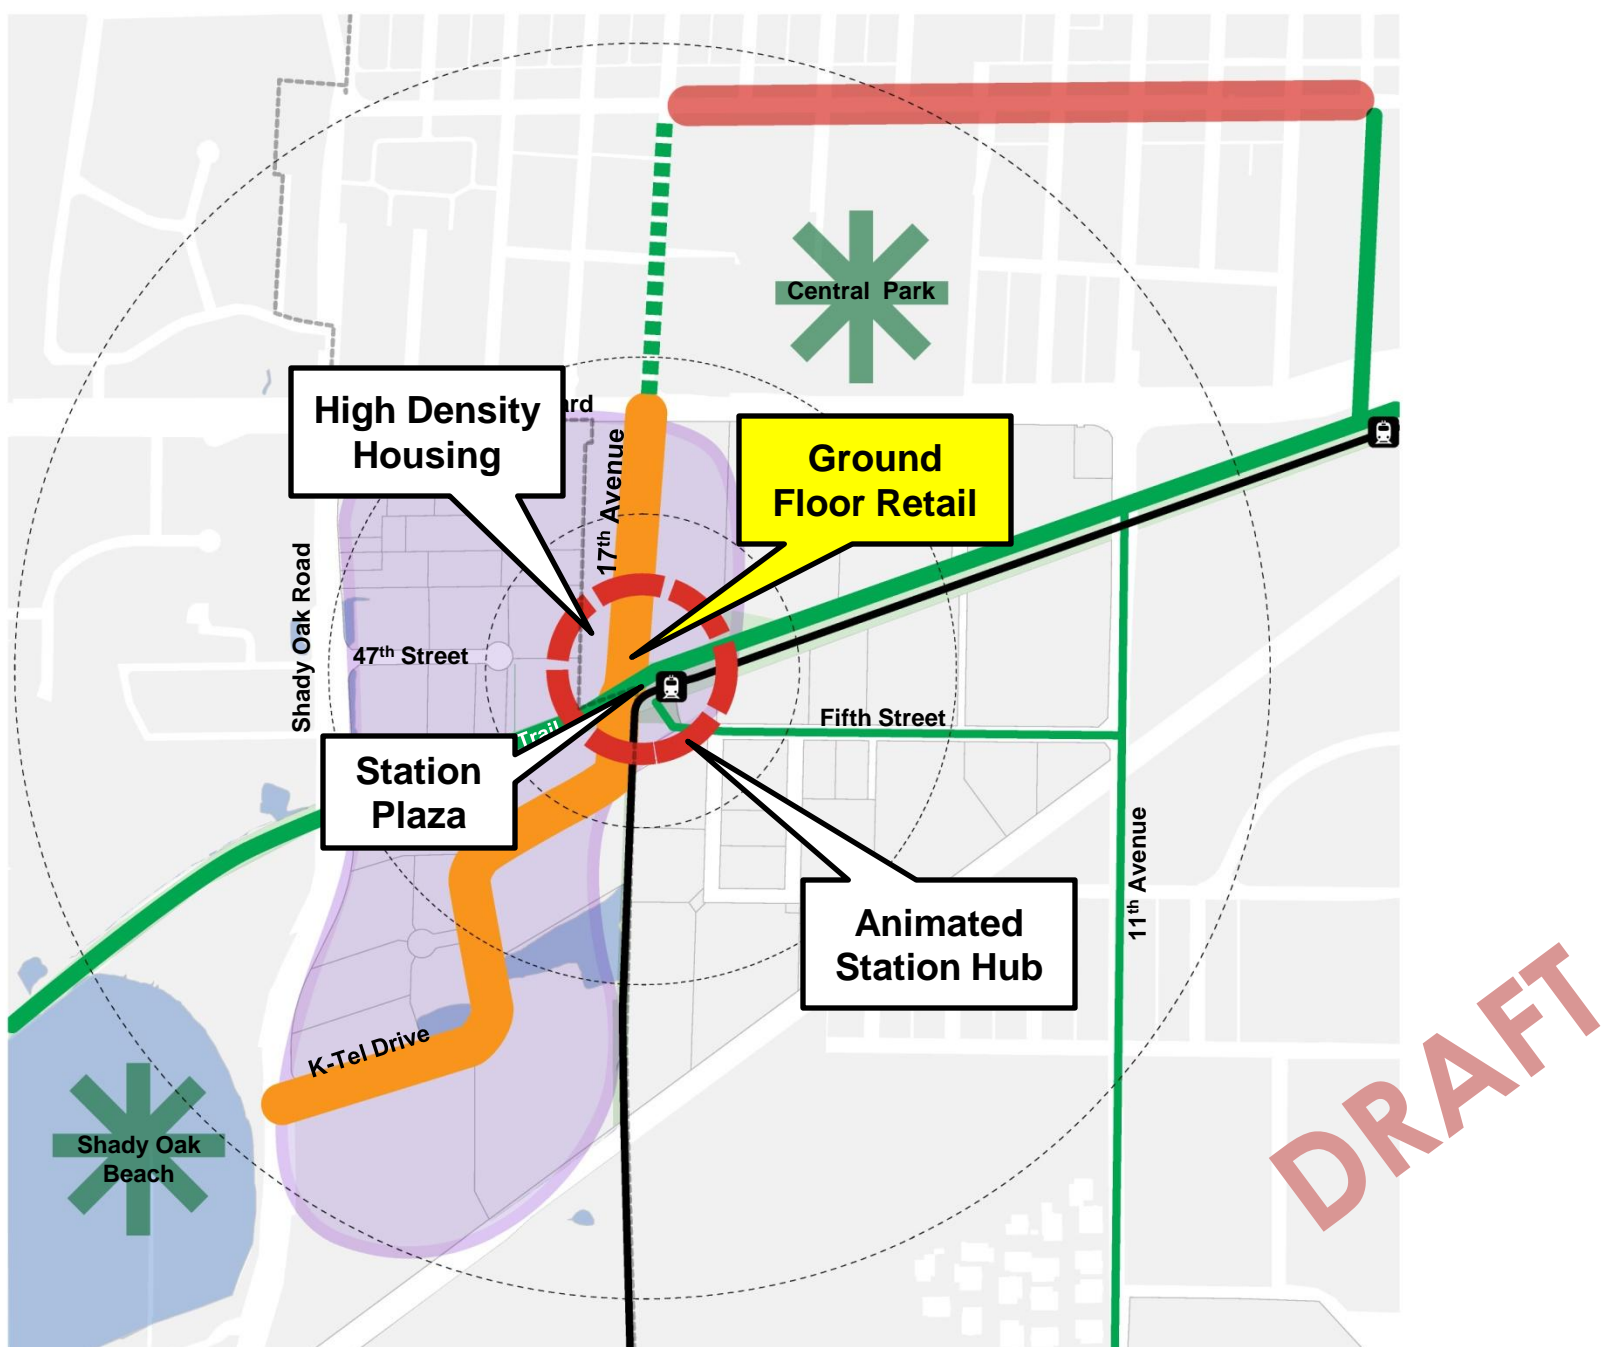 Central  Park
High Density
Housing
17th Avenue
Ground
Floor Retail
Shady Oak Road
47th Street
Trail
Fifth Street
Station
Plaza
11th Avenue
Animated
Station Hub
K-Tel Drive
Shady Oak
Beach
DRAFT